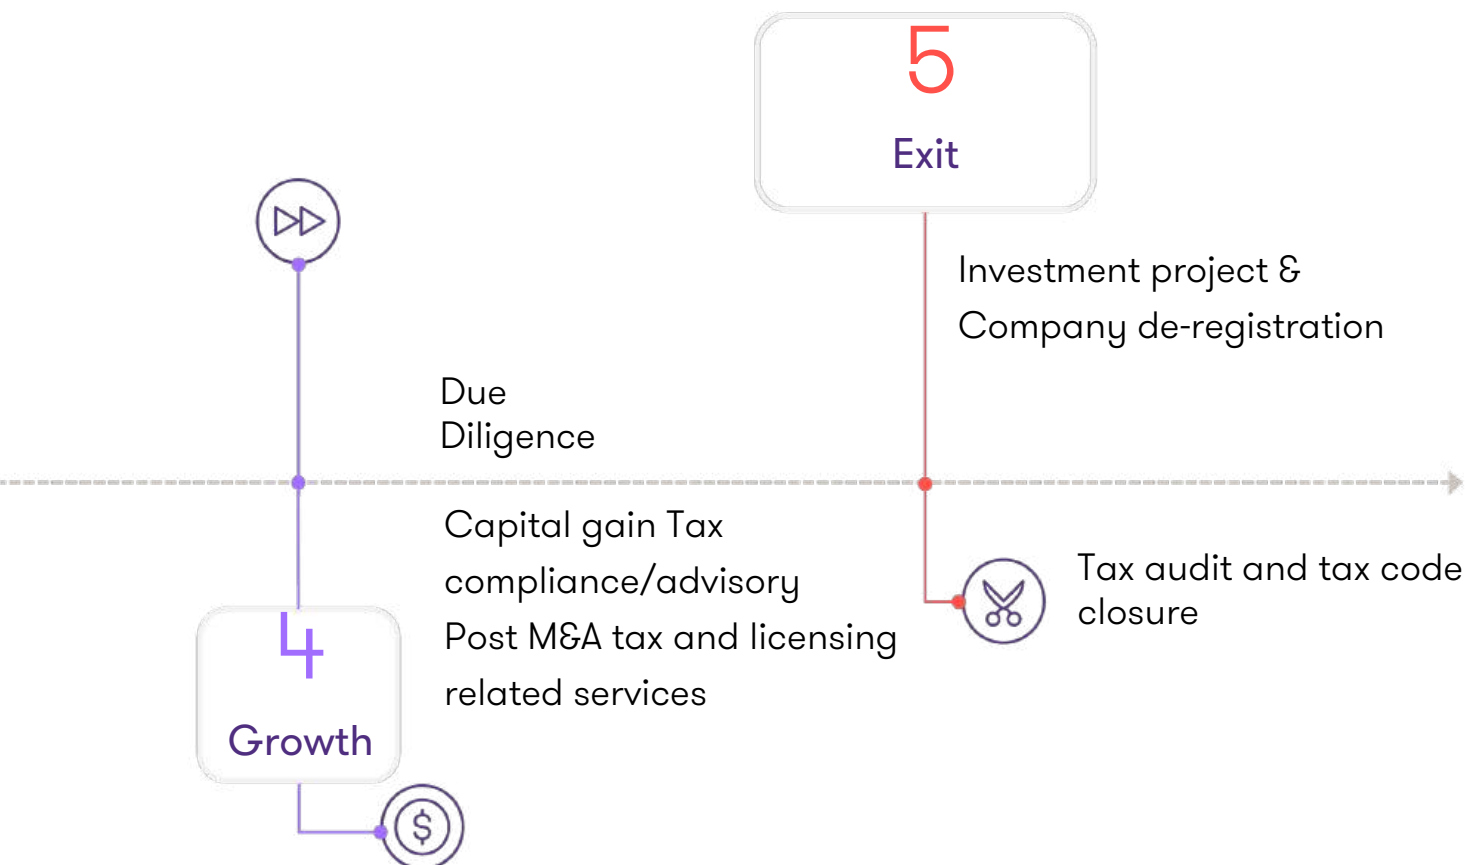 5
Exit
Investment project &
Company de-registration
Due
Diligence
Capital gain Tax
compliance/advisory
Post M&A tax and licensing
related services
4
Growth
$
Tax audit and tax code
closure